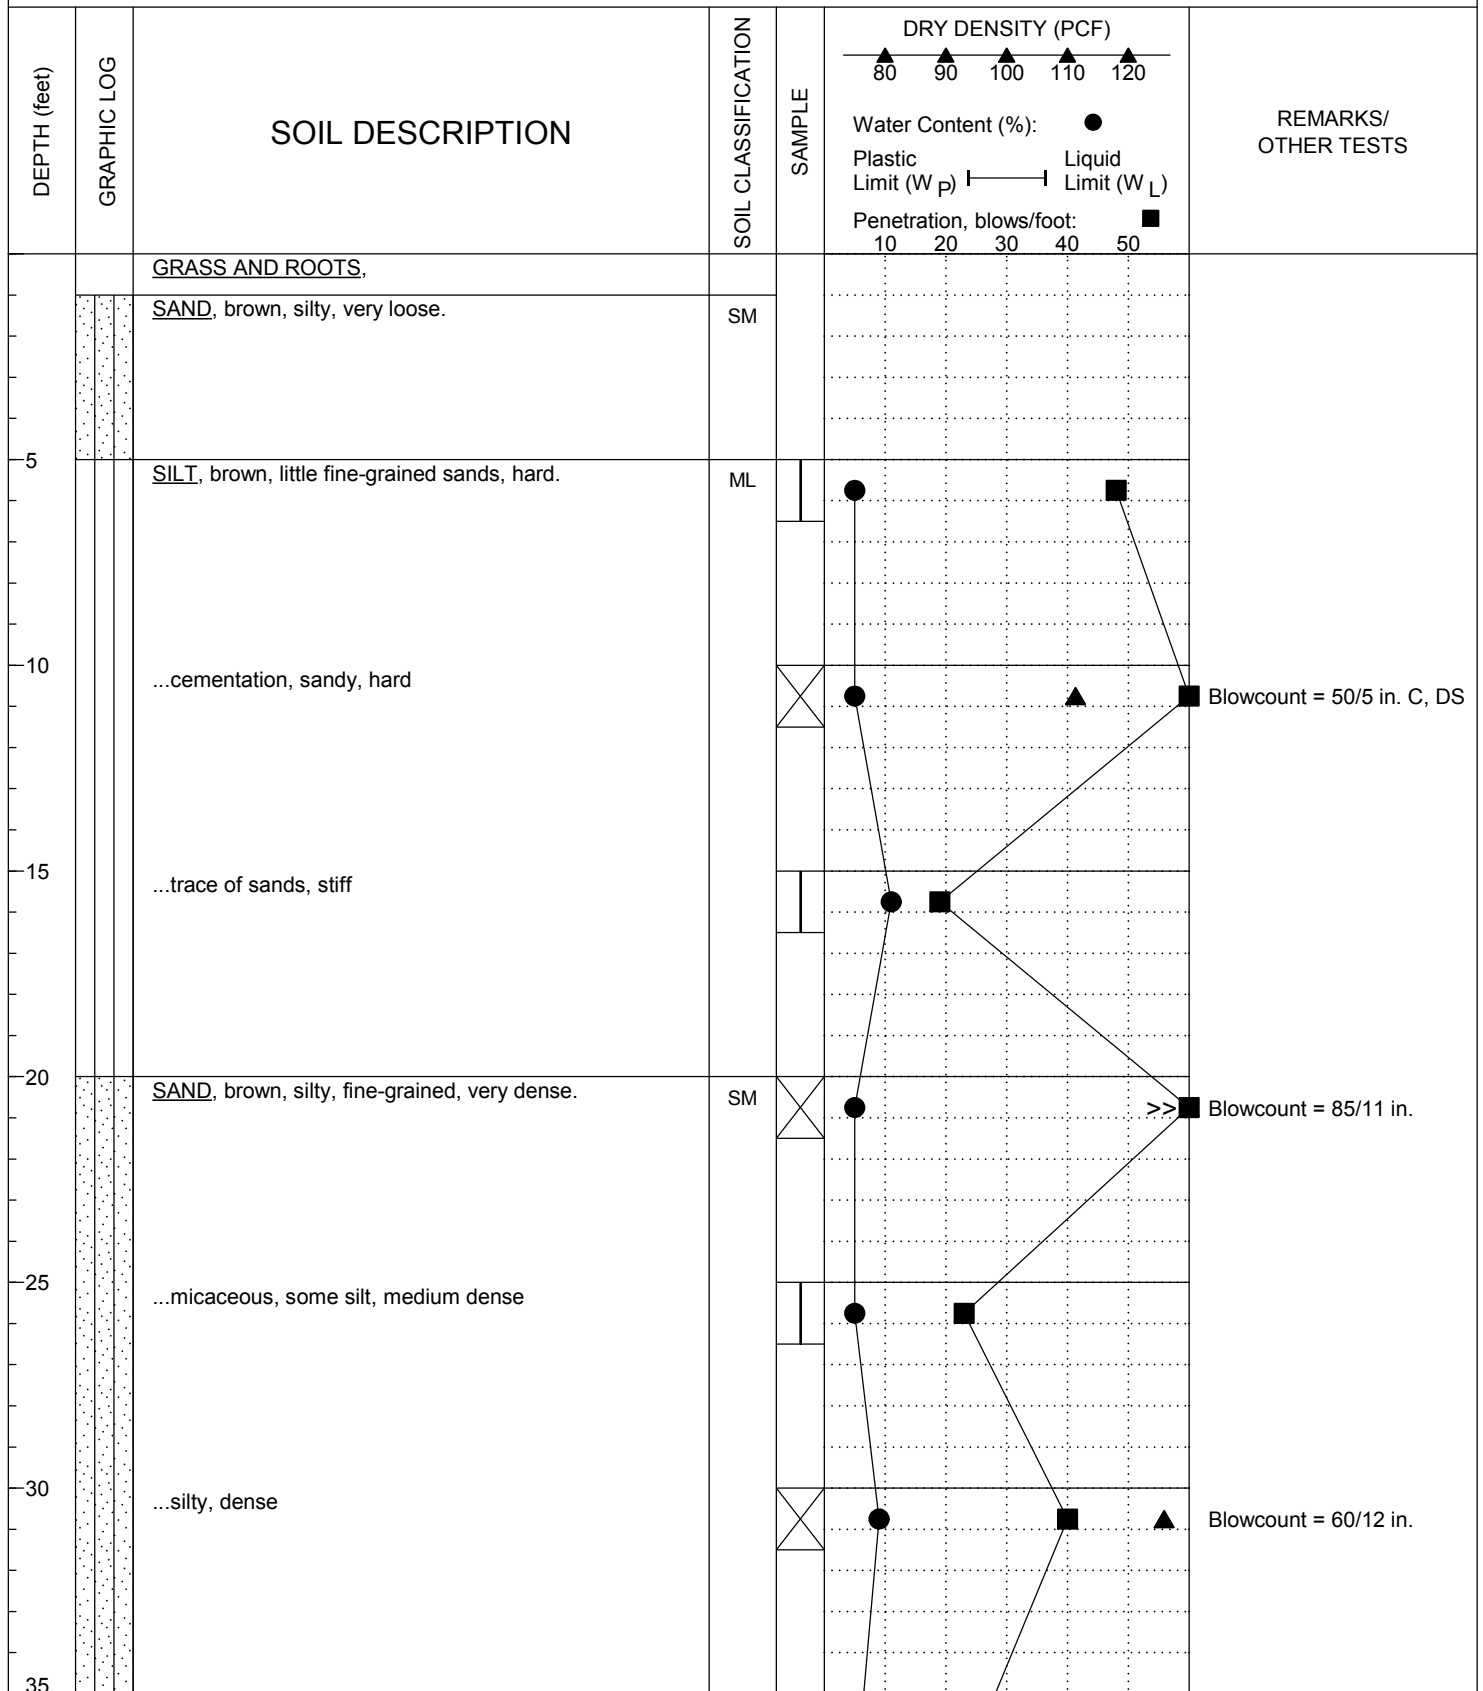 DEPTH (feet)
GRAPHIC LOG
SOIL DESCRIPTION
SOIL CLASSIFICATION
SAMPLE
DRY DENSITY (PCF)
80 90 100 110 120
Water Content (%):
Plastic Limit (W P)
Liquid Limit (W L)
Penetration, blows/foot:
10 20 30 40 50
REMARKS/
OTHER TESTS
GRASS AND ROOTS,
SAND, brown, silty, very loose.
SM
5
SILT, brown, little fine-grained sands, hard.
ML
10
...cementation, sandy, hard
Blowcount = 50/5 in. C, DS
15
...trace of sands, stiff
20
SAND, brown, silty, fine-grained, very dense.
SM
>>
Blowcount = 85/11 in.
25
...micaceous, some silt, medium dense
30
...silty, dense
Blowcount = 60/12 in.
35